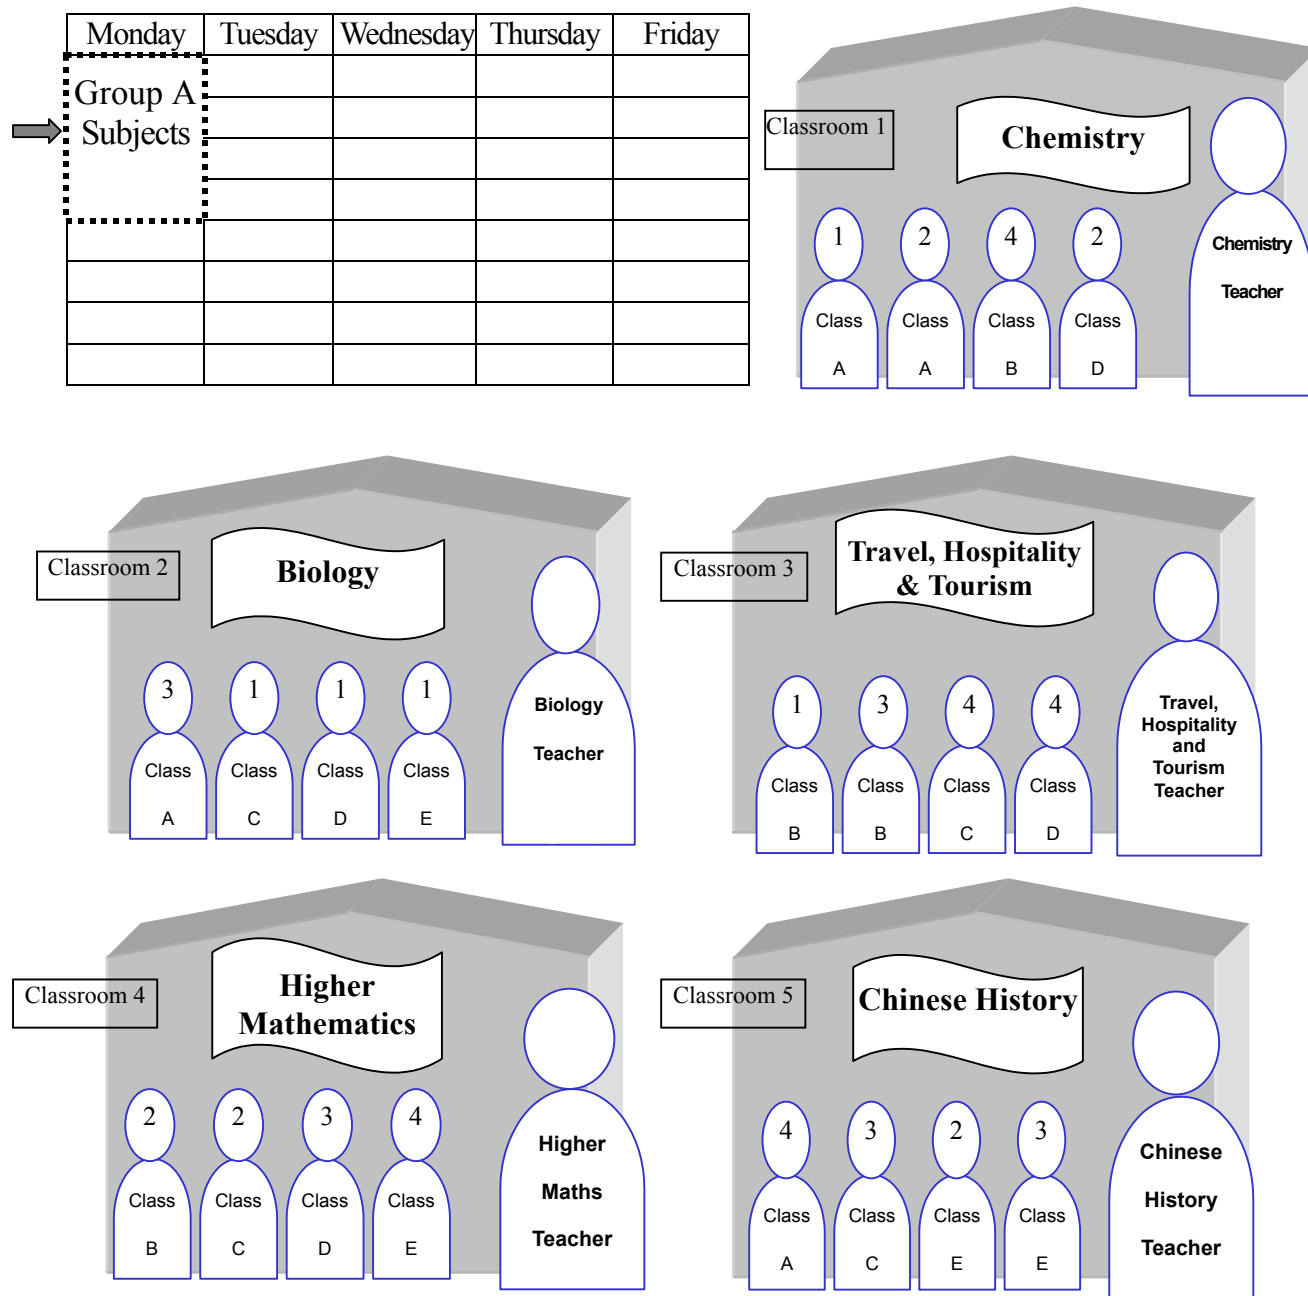 Monday Tuesday Wednesday Thursday Friday
Group A
Subjects
Classroom 1
Chemistry
1 2 4 2
Class Class Class Class
A A B D
Chemistry
Teacher
Classroom 2
Biology
3 1 1 1
Class Class Class Class
A C D E
Biology
Teacher
Classroom 3
Travel, Hospitality
& Tourism
1 3 4 4
Class Class Class Class
B B C D
Travel,
Hospitality
and
Tourism
Teacher
Classroom 4
Higher
Mathematics
2 2 3 4
Class Class Class Class
B C D E
Higher
Maths
Teacher
Classroom 5
Chinese History
4 3 2 3
Class Class Class Class
A C E E
Chinese
History
Teacher